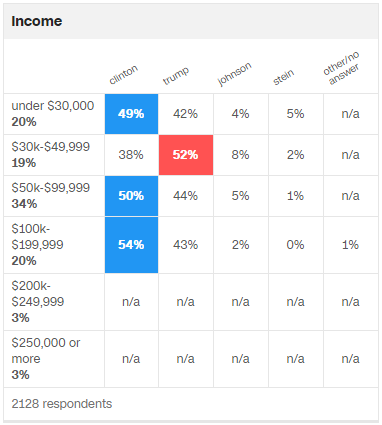 Income
clinton trump johnson stein other/no answer
under $30,000
20% 49% 42% 4% 5% n/a
$30k-$49,999
19% 38% 52% 8% 2% n/a
$50k-$99,999
34% 50% 44% 5% 1% n/a
$100k-
$199,999
20% 54% 43% 2% 0% 1%
$200k-
$249,999
3% n/a n/a n/a n/a n/a
$250,000 or
more
3% n/a n/a n/a n/a n/a
2128 respondents